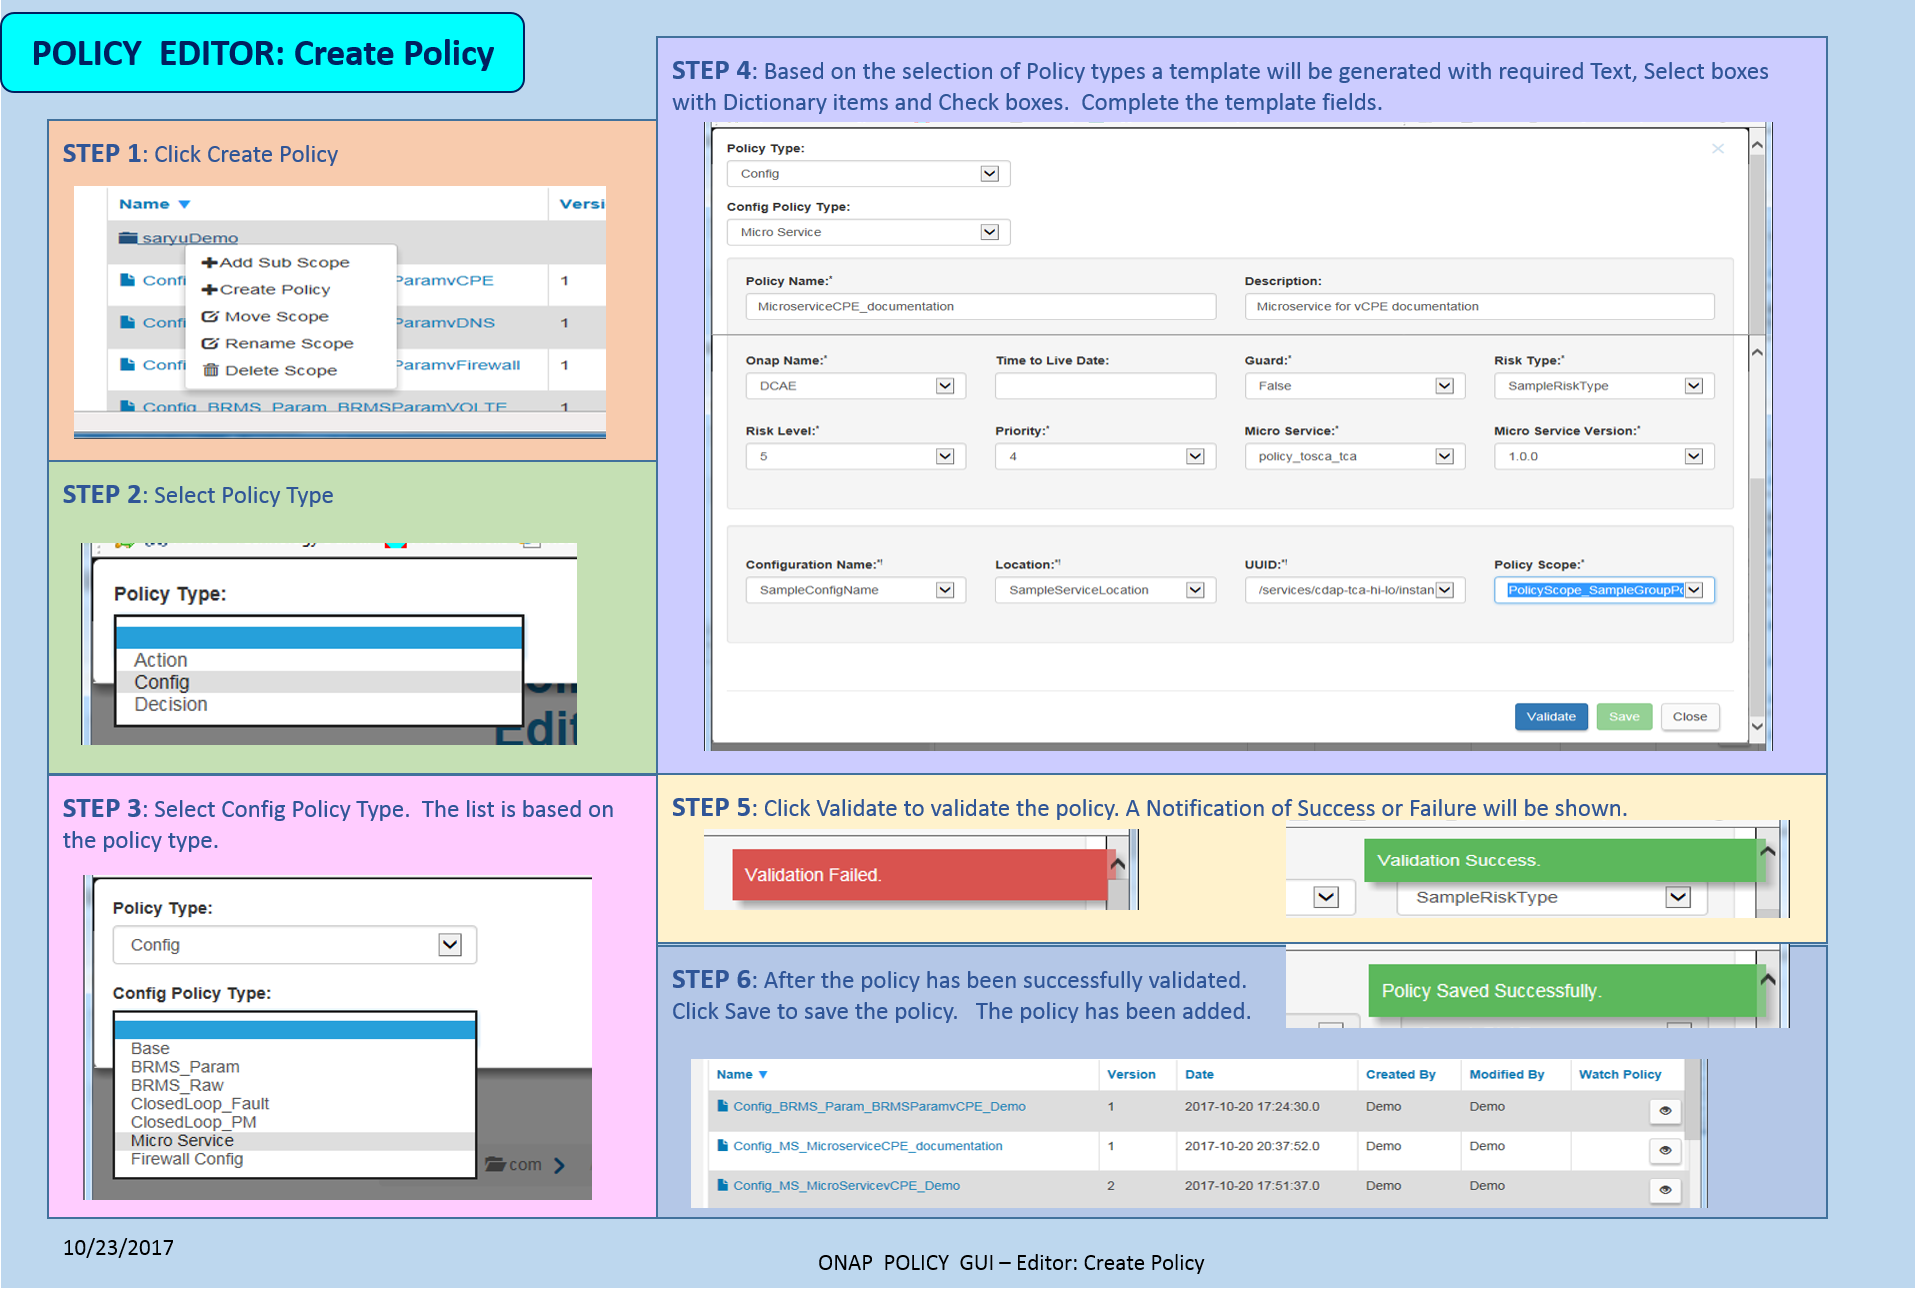 POLICY  EDITOR: Create Policy
STEP 1: Click Create Policy
Name Versi
saryuDemo
Add Sub Scope
Confi ParamvCPE 1
Create Policy
Move Scope
Confi ParamvDNS 1
Rename Scope
Confi ParamvFirewall 1
Delete Scope
Config_BRMS_Param_BRMSParamVOLTE 1
STEP 2: Select Policy Type
Policy Type:
Action
Config
Decision
Edit
STEP 3: Select Config Policy Type.  The list is based on
the policy type.
Policy Type:
Config
Config Policy Type:
Base
BRMS_Param
BRMS_Raw
ClosedLoop_Fault
ClosedLoop_PM
Micro Service
Firewall Config
com
STEP 4: Based on the selection of Policy types a template will be generated with required Text, Select boxes
with Dictionary items and Check boxes.  Complete the template fields.
Policy Type:
Config
Config Policy Type:
Micro Service
Policy Name:* Description:
MicroserviceCPE_documentation Microservice for vCPE documentation
Onap Name:* Time to Live Date: Guard:* Risk Type:*
DCAE False SampleRiskType
Risk Level:* Priority:* Micro Service:* Micro Service Version:*
5 4 policy_tosca_tca 1.0.0
Configuration Name:*! Location:*! UUID:*! Policy Scope:*
SampleConfigName SampleServiceLocation /services/cdap-tca-hi-lo/instan PolicyScope_SampleGroupPo
Validate Save Close
STEP 5: Click Validate to validate the policy. A Notification of Success or Failure will be shown.
Validation Failed.
Validation Success.
SampleRiskType
STEP 6: After the policy has been successfully validated.
Click Save to save the policy.   The policy has been added.
Policy Saved Successfully.
Name Version Date Created By Modified By Watch Policy
Config_BRMS_Param_BRMSParamvCPE_Demo 1 2017-10-20 17:24:30.0 Demo Demo
Config_MS_MicroserviceCPE_documentation 1 2017-10-20 20:37:52.0 Demo Demo
Config_MS_MicroServicevCPE_Demo 2 2017-10-20 17:51:37.0 Demo Demo
10/23/2017
ONAP  POLICY  GUI – Editor: Create Policy